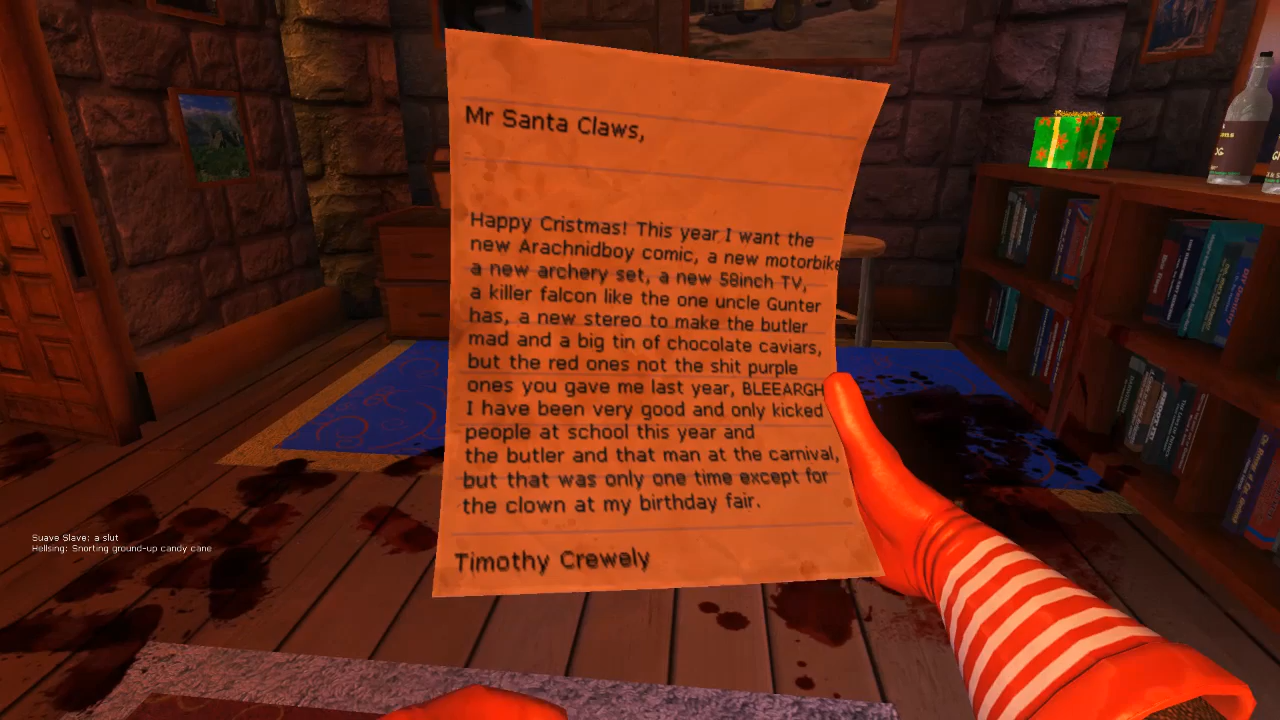 Mr Santa Claws,
Happy Cristmas! This year I want the
new Arachnidboy comic, a new motorbike
a new archery set, a new 58inch TV,
a killer falcon like the one uncle Gunter
has, a new stereo to make the butler
mad and a big tin of chocolate caviars,
but the red ones not the shit purple
ones you gave me last year, BLEEARGH
I have been very good and only kicked
people at school this year and
the butler and that man at the carnival,
but that was only one time except for
the clown at my birthday fair.
Timothy Crewely
Suave Slave: a slut
Hellsing: Snorting ground-up candy cane